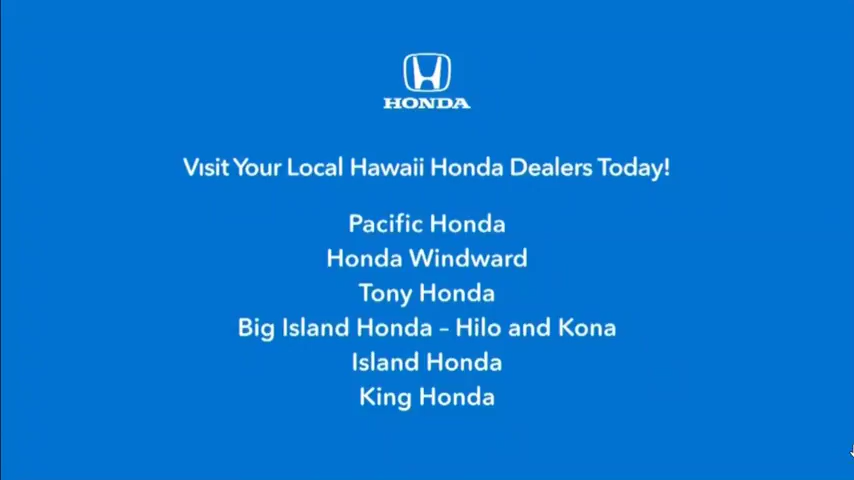 HONDA
Visit Your Local Hawaii Honda Dealers Today!
Pacific Honda
Honda Windward
Tony Honda
Big Island Honda – Hilo and Kona
Island Honda
King Honda